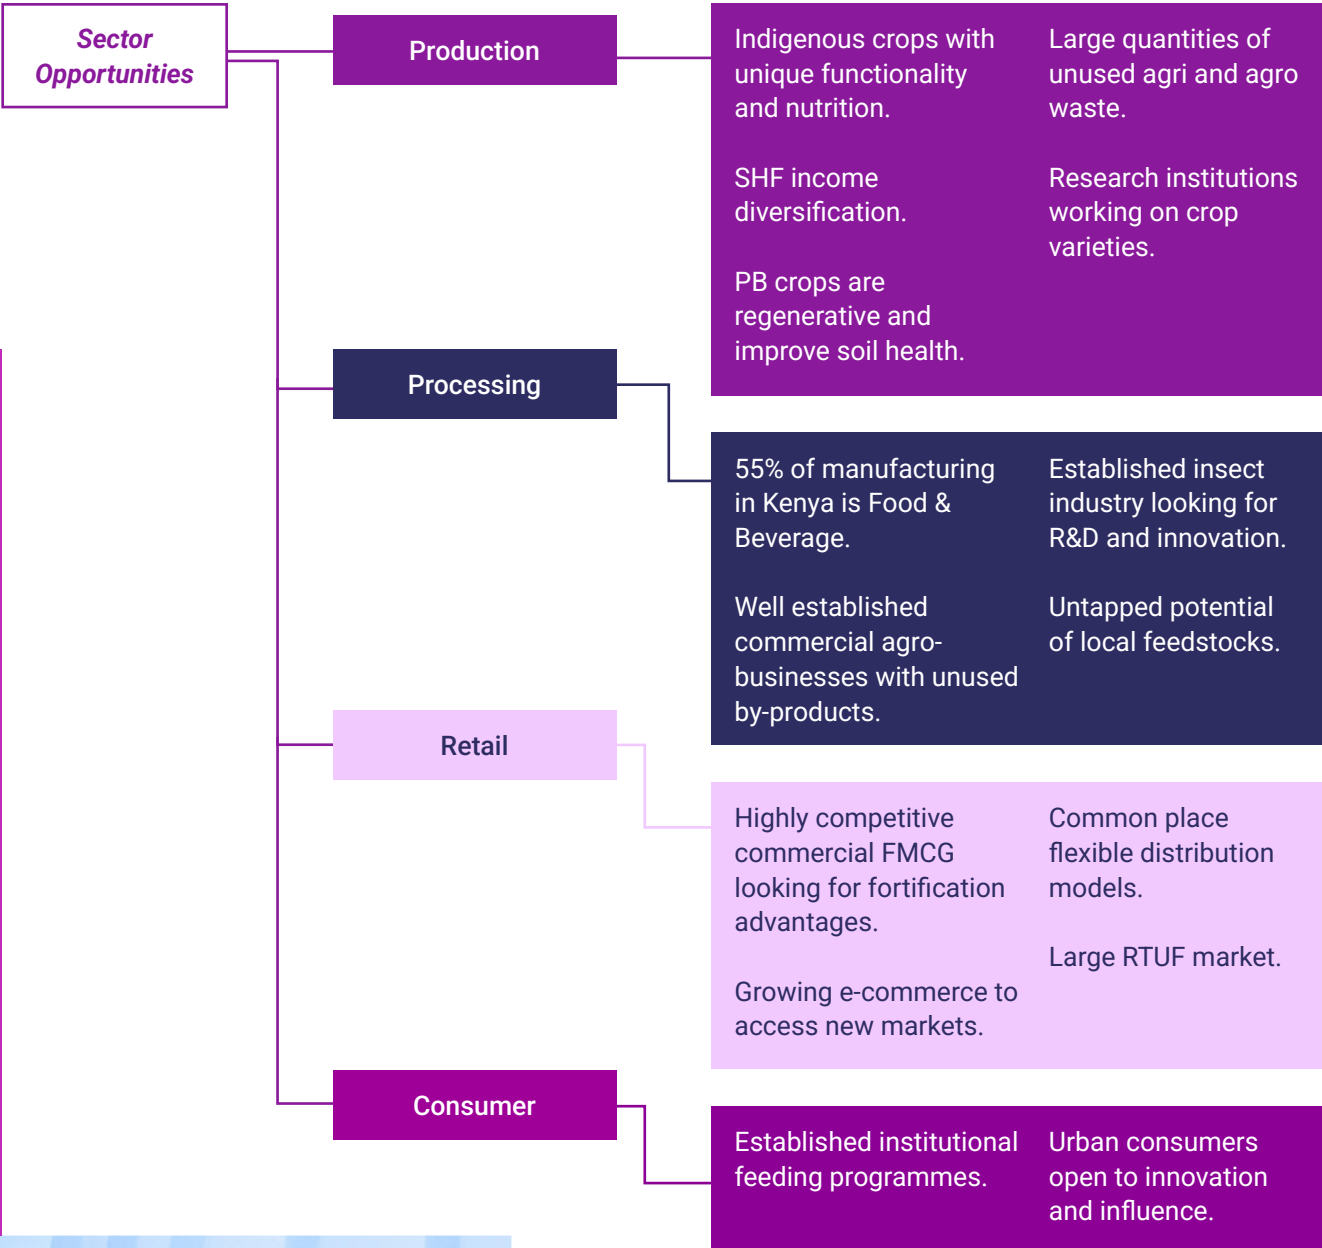 Sector
Opportunities
Production
Indigenous crops with
unique functionality
and nutrition.
SHF income
diversification.
PB crops are
regenerative and
improve soil health.
Large quantities of
unused agri and agro
waste.
Research institutions
working on crop
varieties.
Processing
55% of manufacturing
in Kenya is Food &
Beverage.
Well established
commercial agro-
businesses with unused
by-products.
Established insect
industry looking for
R&D and innovation.
Untapped potential
of local feedstocks.
Retail
Highly competitive
commercial FMCG
looking for fortification
advantages.
Growing e-commerce to
access new markets.
Common place
flexible distribution
models.
Large RTUF market.
Consumer
Established institutional
feeding programmes.
Urban consumers
open to innovation
and influence.